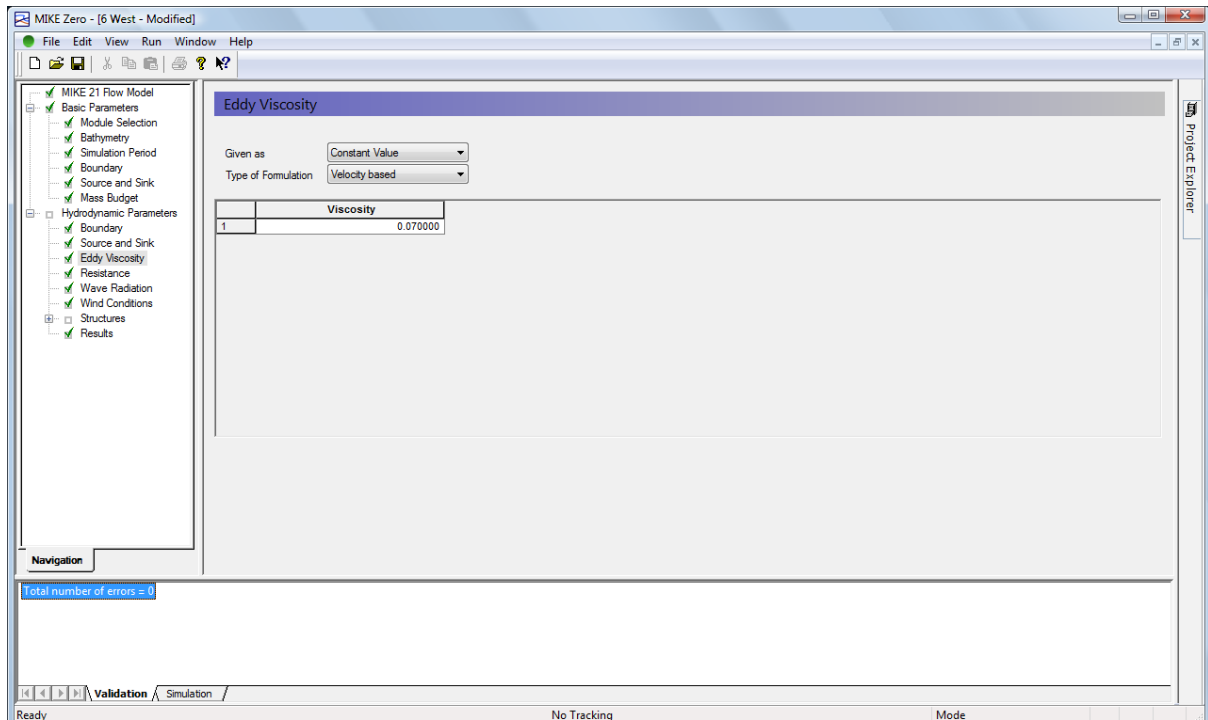 MIKE Zero - [6 West - Modified]
File Edit View Run Window Help
MIKE 21 Flow Model
Basic Parameters
Module Selection
Bathymetry
Simulation Period
Boundary
Source and Sink
Mass Budget
Hydrodynamic Parameters
Boundary
Source and Sink
Eddy Viscosity
Resistance
Wave Radiation
Wind Conditions
Structures
Results
Navigation
Eddy Viscosity
Given as Constant Value
Type of Formulation Velocity based
Viscosity
1 0.070000
Project Explorer
Total number of errors = 0
Validation Simulation
Ready No Tracking Mode